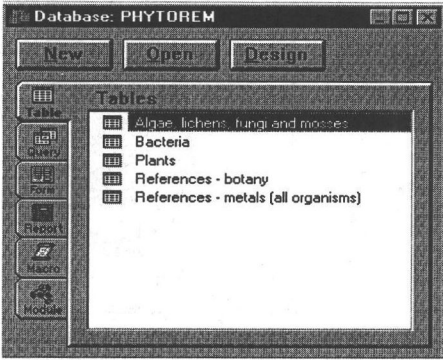 Database: PHYTOREM
New Open Design
Table
Tables
Algae, lichens, fungi and mosses
Bacteria
Plants
References - botany
References - metals (all organisms)
Query
Form
Report
Macro
Module